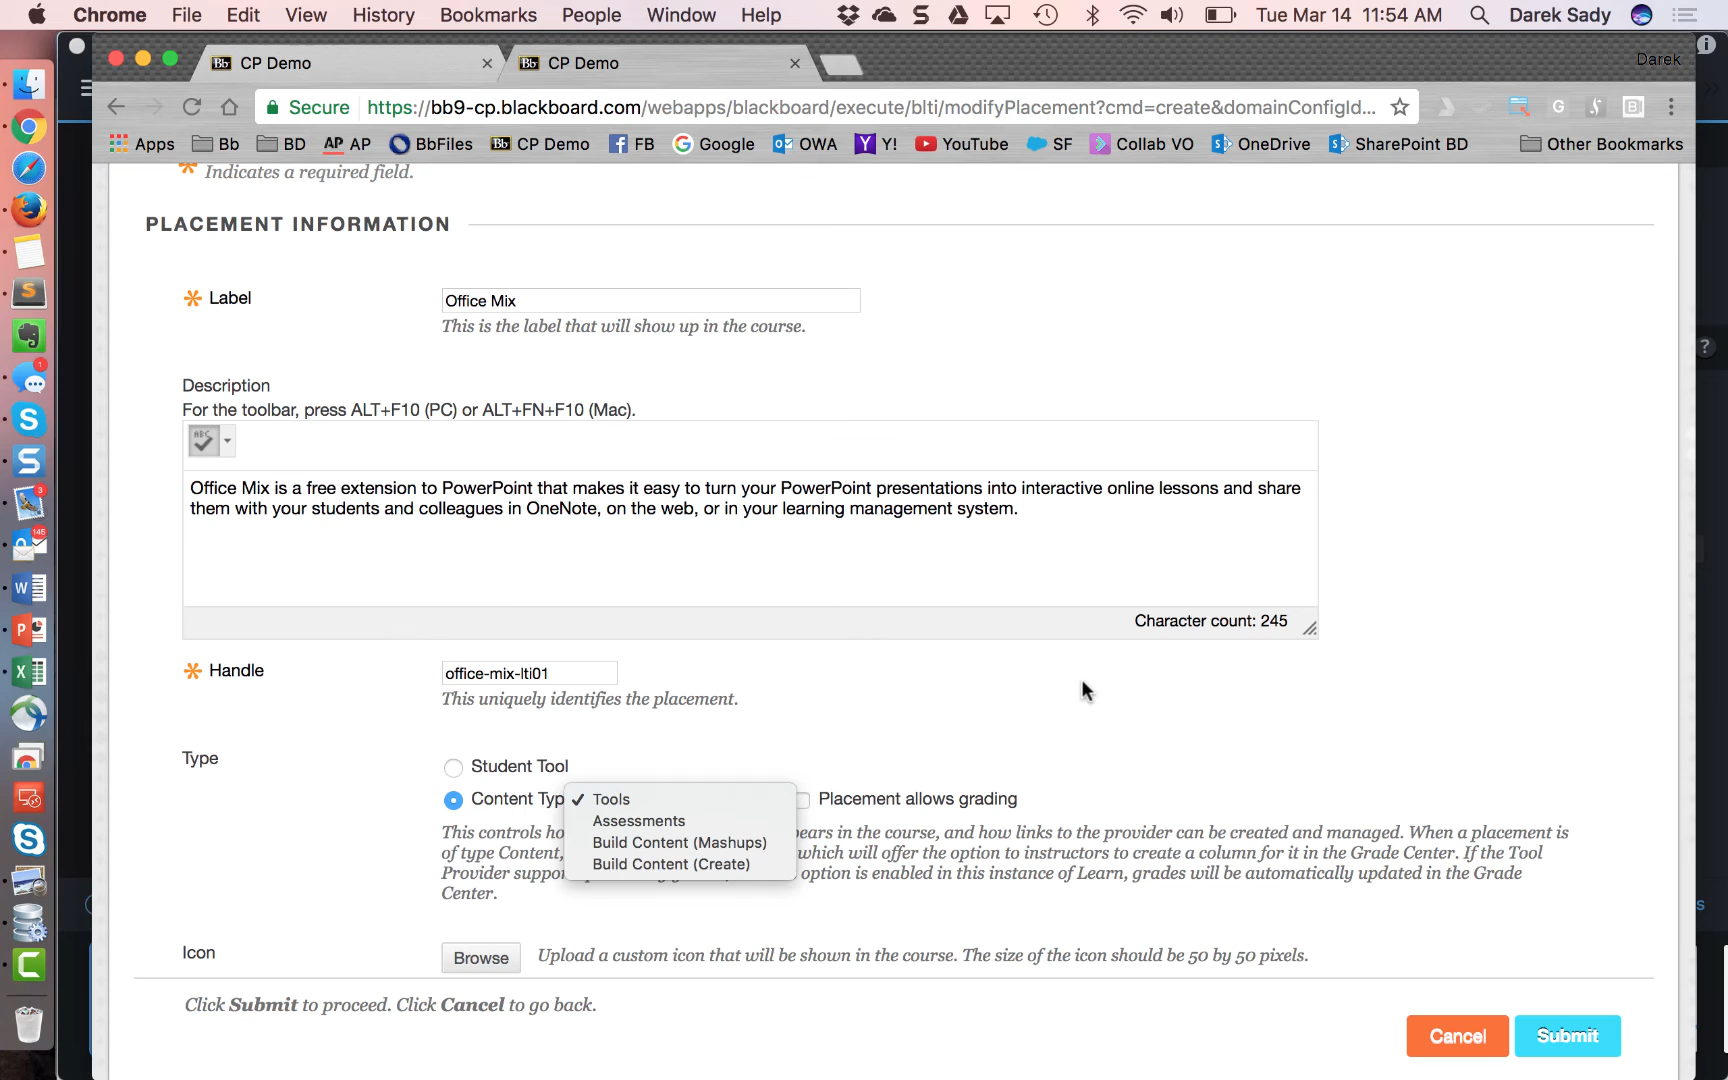 Chrome File Edit View History Bookmarks People Window Help Tue Mar 14 11:54 AM Darek Sady
Bb CP Demo × Bb CP Demo × Darek
Secure https://bb9-cp.blackboard.com/webapps/blackboard/execute/blti/modifyPlacement?cmd=create&domainConfigId...
Apps Bb BD AP AP BbFiles Bb CP Demo FB Google OWA Y! YouTube SF Collab VO OneDrive SharePoint BD Other Bookmarks
Indicates a required field.
PLACEMENT INFORMATION
Label
Office Mix
This is the label that will show up in the course.
Description
For the toolbar, press ALT+F10 (PC) or ALT+FN+F10 (Mac).
ABC
Office Mix is a free extension to PowerPoint that makes it easy to turn your PowerPoint presentations into interactive online lessons and share
them with your students and colleagues in OneNote, on the web, or in your learning management system.
Character count: 245
Handle
office-mix-lti01
This uniquely identifies the placement.
Type
Student Tool
Content Typ Tools Placement allows grading
Assessments
Build Content (Mashups)
Build Content (Create)
This controls ho ears in the course, and how links to the provider can be created and managed. When a placement is
of type Content, which will offer the option to instructors to create a column for it in the Grade Center. If the Tool
Provider suppor option is enabled in this instance of Learn, grades will be automatically updated in the Grade
Center.
Icon
Browse Upload a custom icon that will be shown in the course. The size of the icon should be 50 by 50 pixels.
Click Submit to proceed. Click Cancel to go back.
Cancel Submit